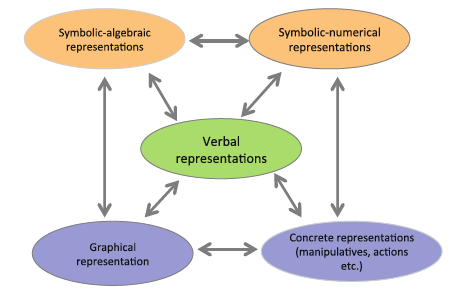 Symbolic-algebraic
representations
Symbolic-numerical
representations
Verbal
representations
Graphical
representation
Concrete representations
(manipulatives, actions
etc.)